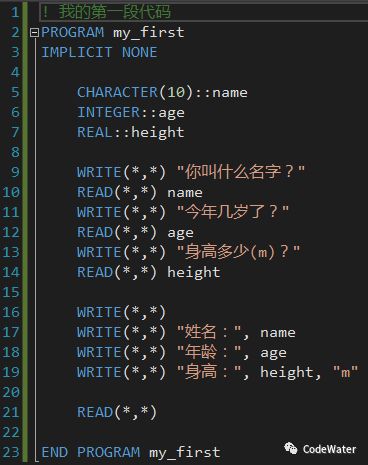 1 ! 我的第一段代码
2 PROGRAM my_first
3 IMPLICIT NONE
4
5 CHARACTER(10)::name
6 INTEGER::age
7 REAL::height
8
9 WRITE(*,*) "你叫什么名字？"
10 READ(*,*) name
11 WRITE(*,*) "今年几岁了？"
12 READ(*,*) age
13 WRITE(*,*) "身高多少(m)？"
14 READ(*,*) height
15
16 WRITE(*,*)
17 WRITE(*,*) "姓名：", name
18 WRITE(*,*) "年龄：", age
19 WRITE(*,*) "身高：", height, "m"
20
21 READ(*,*)
22
23 END PROGRAM my_first
CodeWater